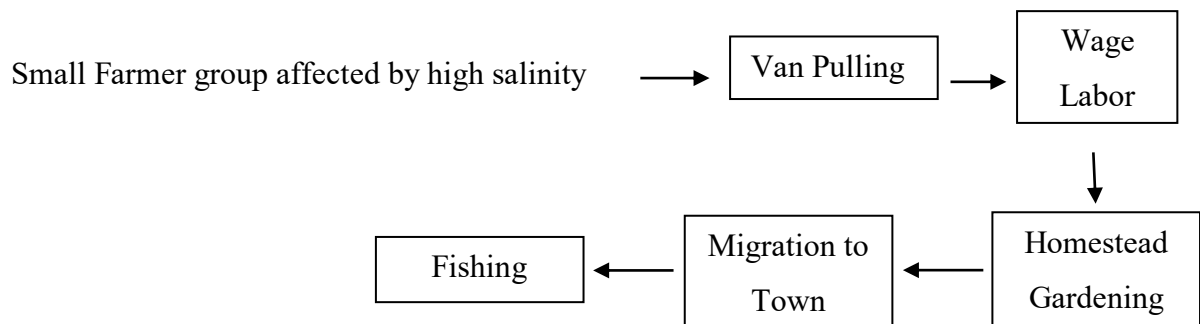 Small Farmer group affected by high salinity
Van Pulling
Wage
Labor
Homestead
Gardening
Migration to
Town
Fishing